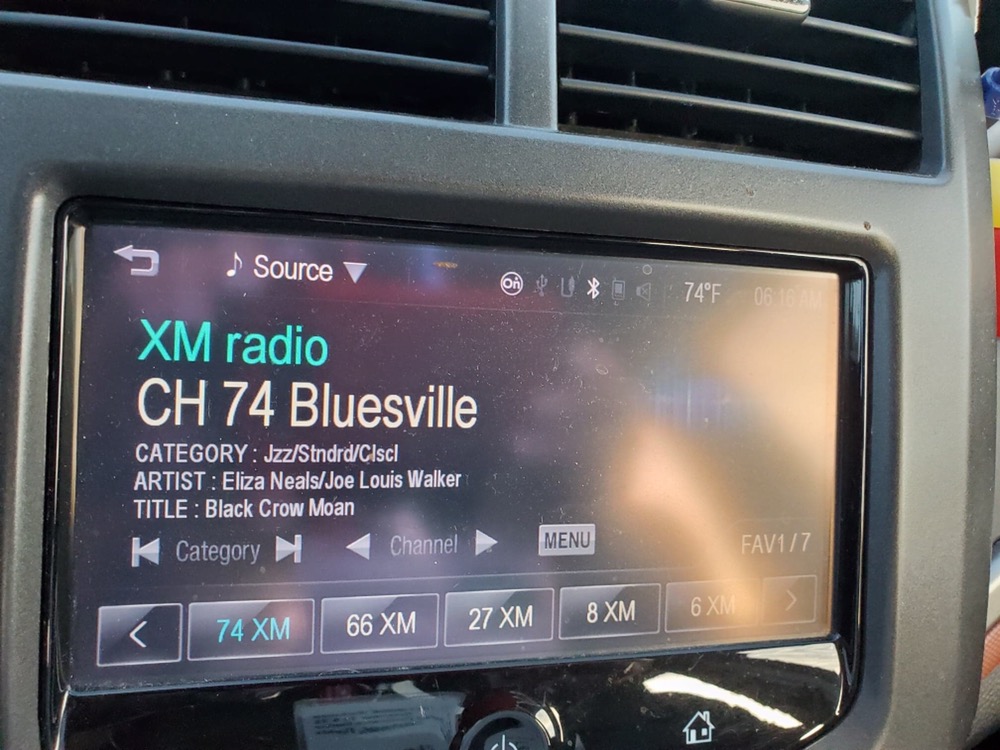 Source
On
74°F 06:16 AM
XM radio
CH 74 Bluesville
CATEGORY : Jzz/Stndrd/Clscl
ARTIST : Eliza Neals/Joe Louis Walker
TITLE : Black Crow Moan
Category Channel MENU FAV1/7
< 74 XM 66 XM 27 XM 8 XM 6 XM >